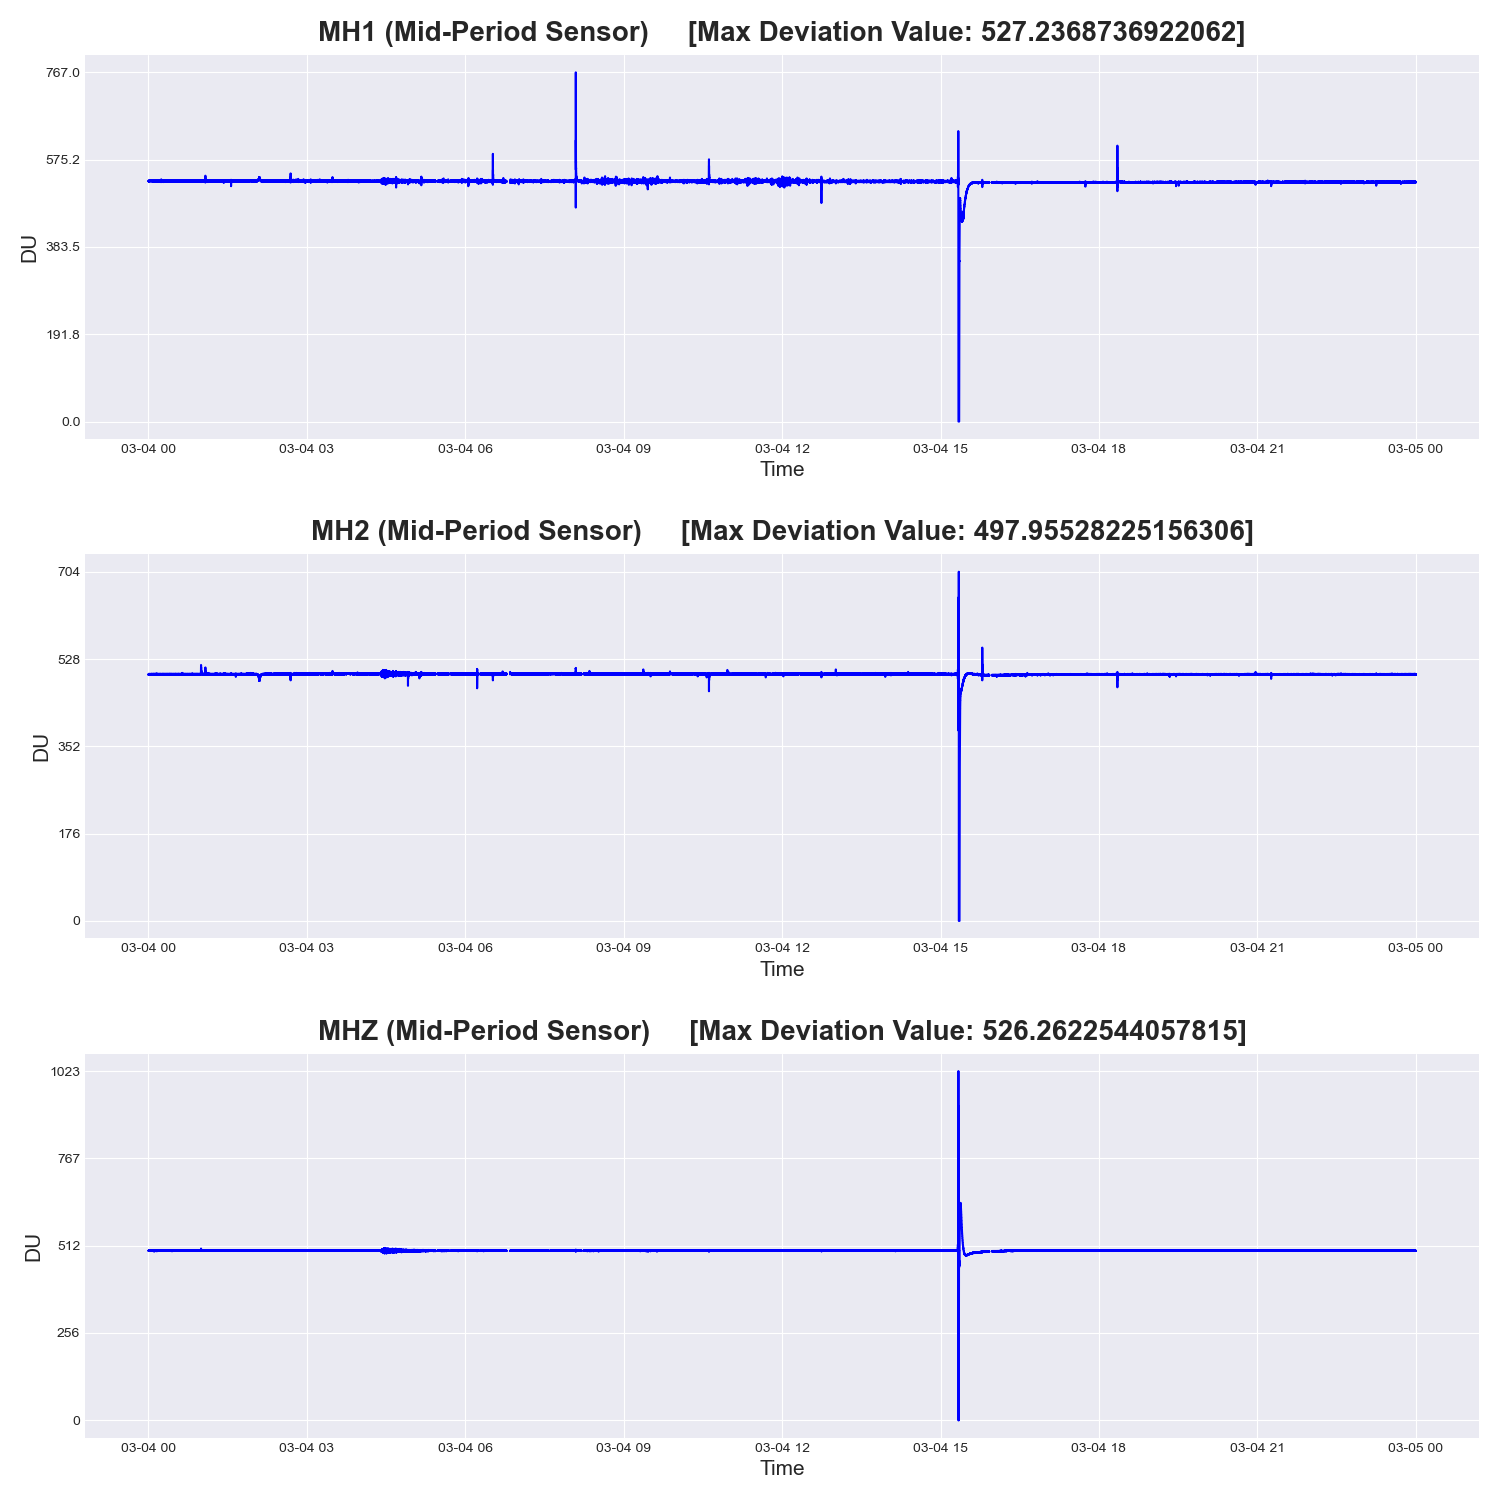 MH1 (Mid-Period Sensor) [Max Deviation Value: 527.2368736922062]
767.0
575.2
383.5
191.8
0.0
DU
03-04 00 03-04 03 03-04 06 03-04 09 03-04 12 03-04 15 03-04 18 03-04 21 03-05 00
Time
MH2 (Mid-Period Sensor) [Max Deviation Value: 497.95528225156306]
704
528
352
176
0
DU
03-04 00 03-04 03 03-04 06 03-04 09 03-04 12 03-04 15 03-04 18 03-04 21 03-05 00
Time
MHZ (Mid-Period Sensor) [Max Deviation Value: 526.2622544057815]
1023
767
512
256
0
DU
03-04 00 03-04 03 03-04 06 03-04 09 03-04 12 03-04 15 03-04 18 03-04 21 03-05 00
Time